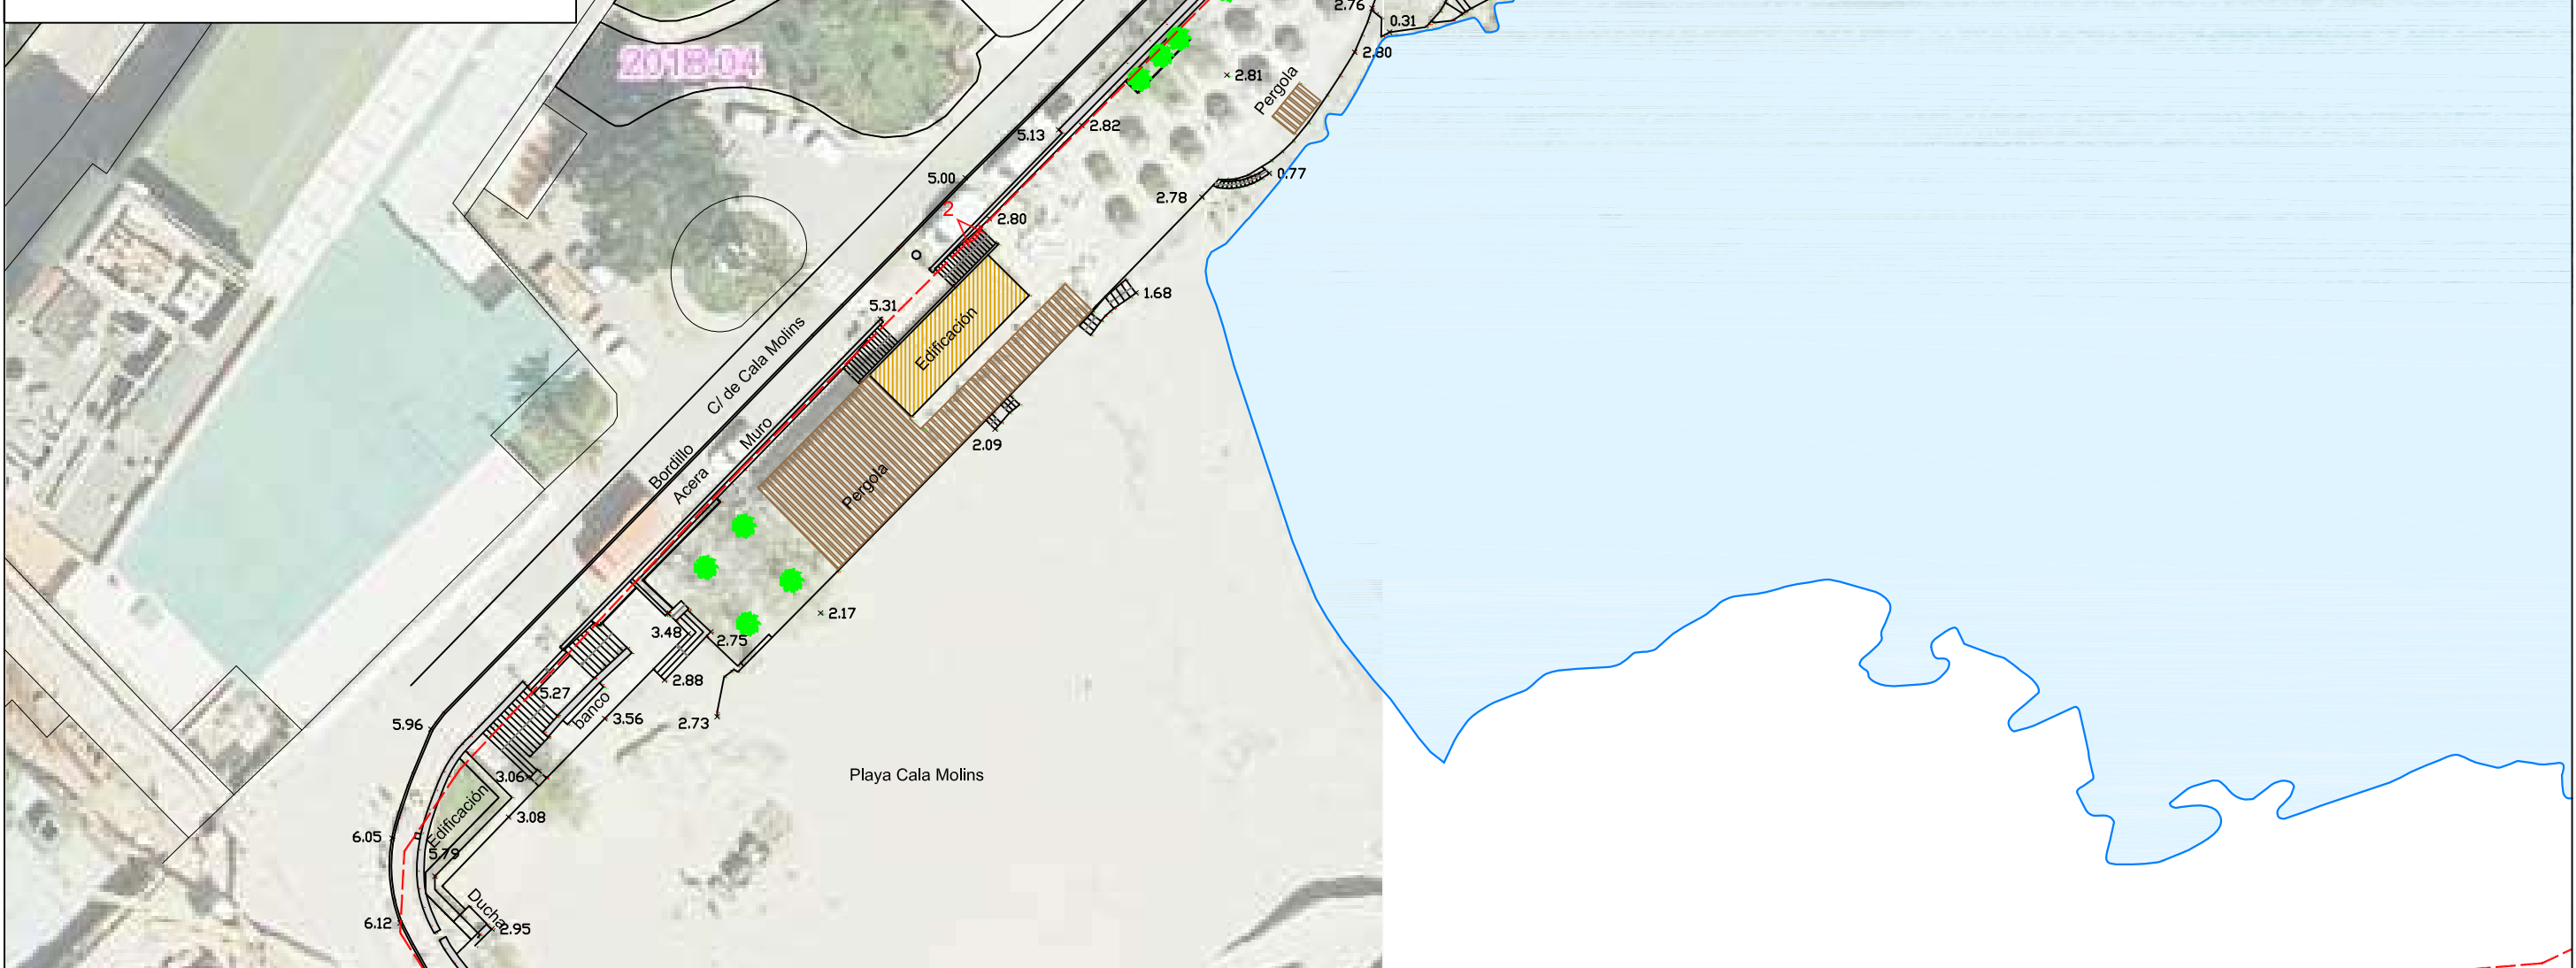 2.76
0.31
2.80
2018-04
2.81
Pergola
5.13
2.82
5.00
0.77
2.78
2
2.80
1.68
5.31
Edificación
C/ de Cala Molins
Muro
2.09
Bordillo
Acera
Pergola
2.17
3.48
2.75
2.88
5.27
banco
3.56
2.73
5.96
3.06
Playa Cala Molins
3.08
Edificación
6.05
5.79
Ducha
6.12
2.95